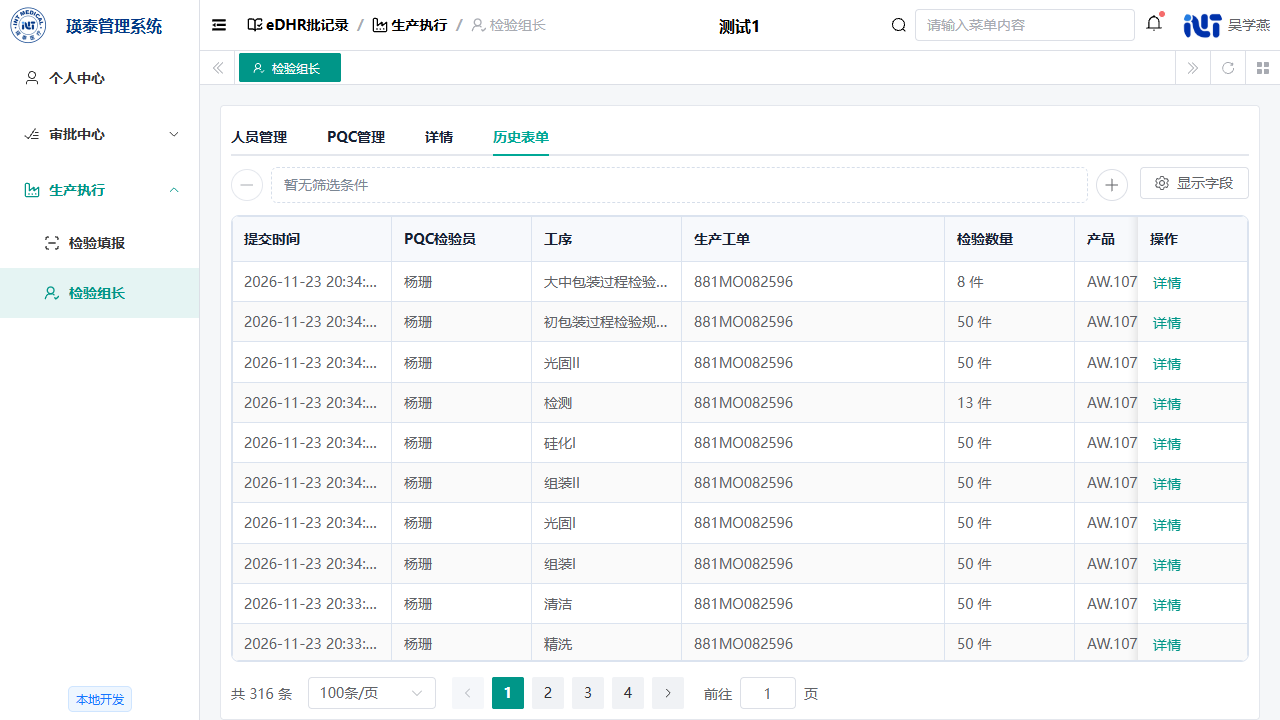 瑛泰管理系统
eDHR批记录 / 生产执行 / 检验组长
测试1
请输入菜单内容
吴学燕
个人中心
审批中心
生产执行
检验填报
检验组长
本地开发
检验组长
人员管理 PQC管理 详情 历史表单
暂无筛选条件
显示字段
提交时间 PQC检验员 工序 生产工单 检验数量 产品 操作
2026-11-23 20:34:... 杨珊 大中包装过程检验... 881MO082596 8 件 AW.107 详情
2026-11-23 20:34:... 杨珊 初包装过程检验规... 881MO082596 50 件 AW.107 详情
2026-11-23 20:34:... 杨珊 光固II 881MO082596 50 件 AW.107 详情
2026-11-23 20:34:... 杨珊 检测 881MO082596 13 件 AW.107 详情
2026-11-23 20:34:... 杨珊 硅化I 881MO082596 50 件 AW.107 详情
2026-11-23 20:34:... 杨珊 组装II 881MO082596 50 件 AW.107 详情
2026-11-23 20:34:... 杨珊 光固I 881MO082596 50 件 AW.107 详情
2026-11-23 20:34:... 杨珊 组装I 881MO082596 50 件 AW.107 详情
2026-11-23 20:33:... 杨珊 清洁 881MO082596 50 件 AW.107 详情
2026-11-23 20:33:... 杨珊 精洗 881MO082596 50 件 AW.107 详情
共 316 条 100条/页 1 2 3 4 前往 1 页